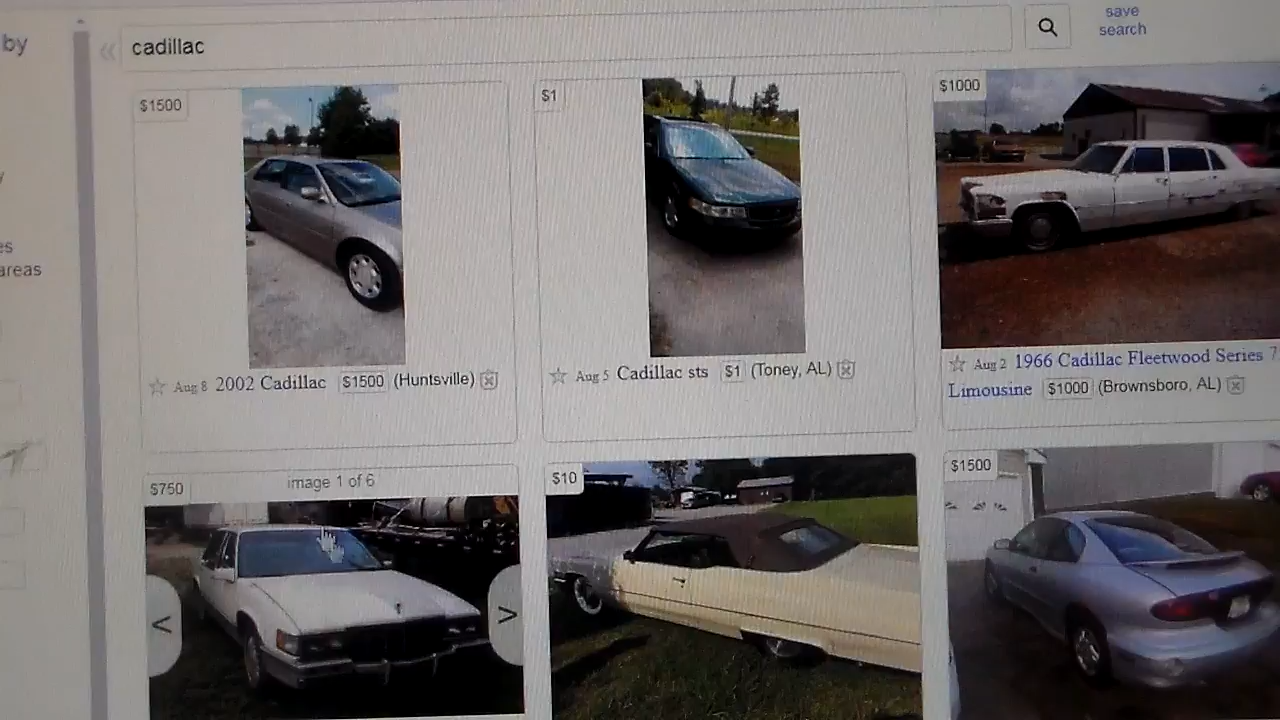 by
cadillac
save
search
es
areas
$1500
$1
$1000
Aug 8 2002 Cadillac $1500 (Huntsville)
Aug 5 Cadillac sts $1 (Toney, AL)
Aug 2 1966 Cadillac Fleetwood Series 7
Limousine $1000 (Brownsboro, AL)
$750
image 1 of 6
$10
$1500